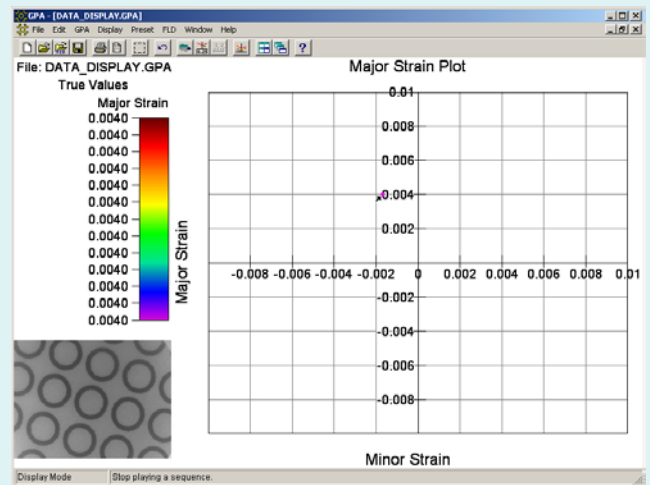 GPA - [DATA_DISPLAY.GPA]
File Edit GPA Display Preset FLD Window Help
File: DATA_DISPLAY.GPA
True Values
Major Strain
0.0040
0.0040
0.0040
0.0040
0.0040
0.0040
0.0040
0.0040
0.0040
0.0040
0.0040
0.0040
0.0040
Major Strain Plot
0.01
0.008
0.006
0.004
0.002
-0.008 -0.006 -0.004 -0.002 0 0.002 0.004 0.006 0.008 0.01
-0.002
-0.004
-0.006
-0.008
Major Strain
Minor Strain
Display Mode Stop playing a sequence.